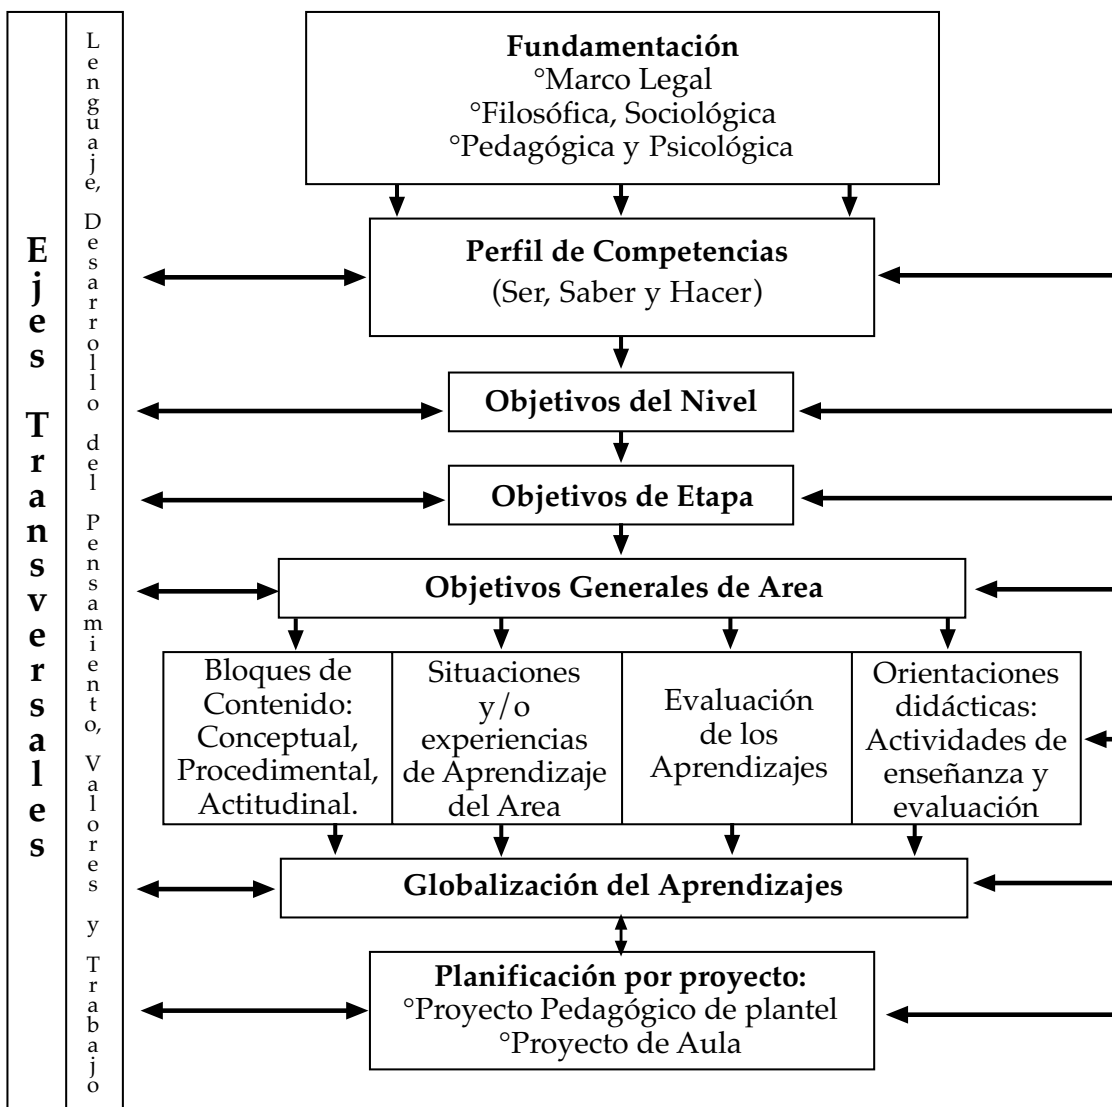 Ejes Transversales
Lenguaje, Desarrollo del Pensamiento, Valores y Trabajo
Fundamentación
°Marco Legal
°Filosófica, Sociológica
°Pedagógica y Psicológica
Perfil de Competencias
(Ser, Saber y Hacer)
Objetivos del Nivel
Objetivos de Etapa
Objetivos Generales de Area
Bloques de
Contenido:
Conceptual,
Procedimental,
Actitudinal.
Situaciones
y/o
experiencias
de Aprendizaje
del Area
Evaluación
de los
Aprendizajes
Orientaciones
didácticas:
Actividades de
enseñanza y
evaluación
Globalización del Aprendizajes
Planificación por proyecto:
°Proyecto Pedagógico de plantel
°Proyecto de Aula